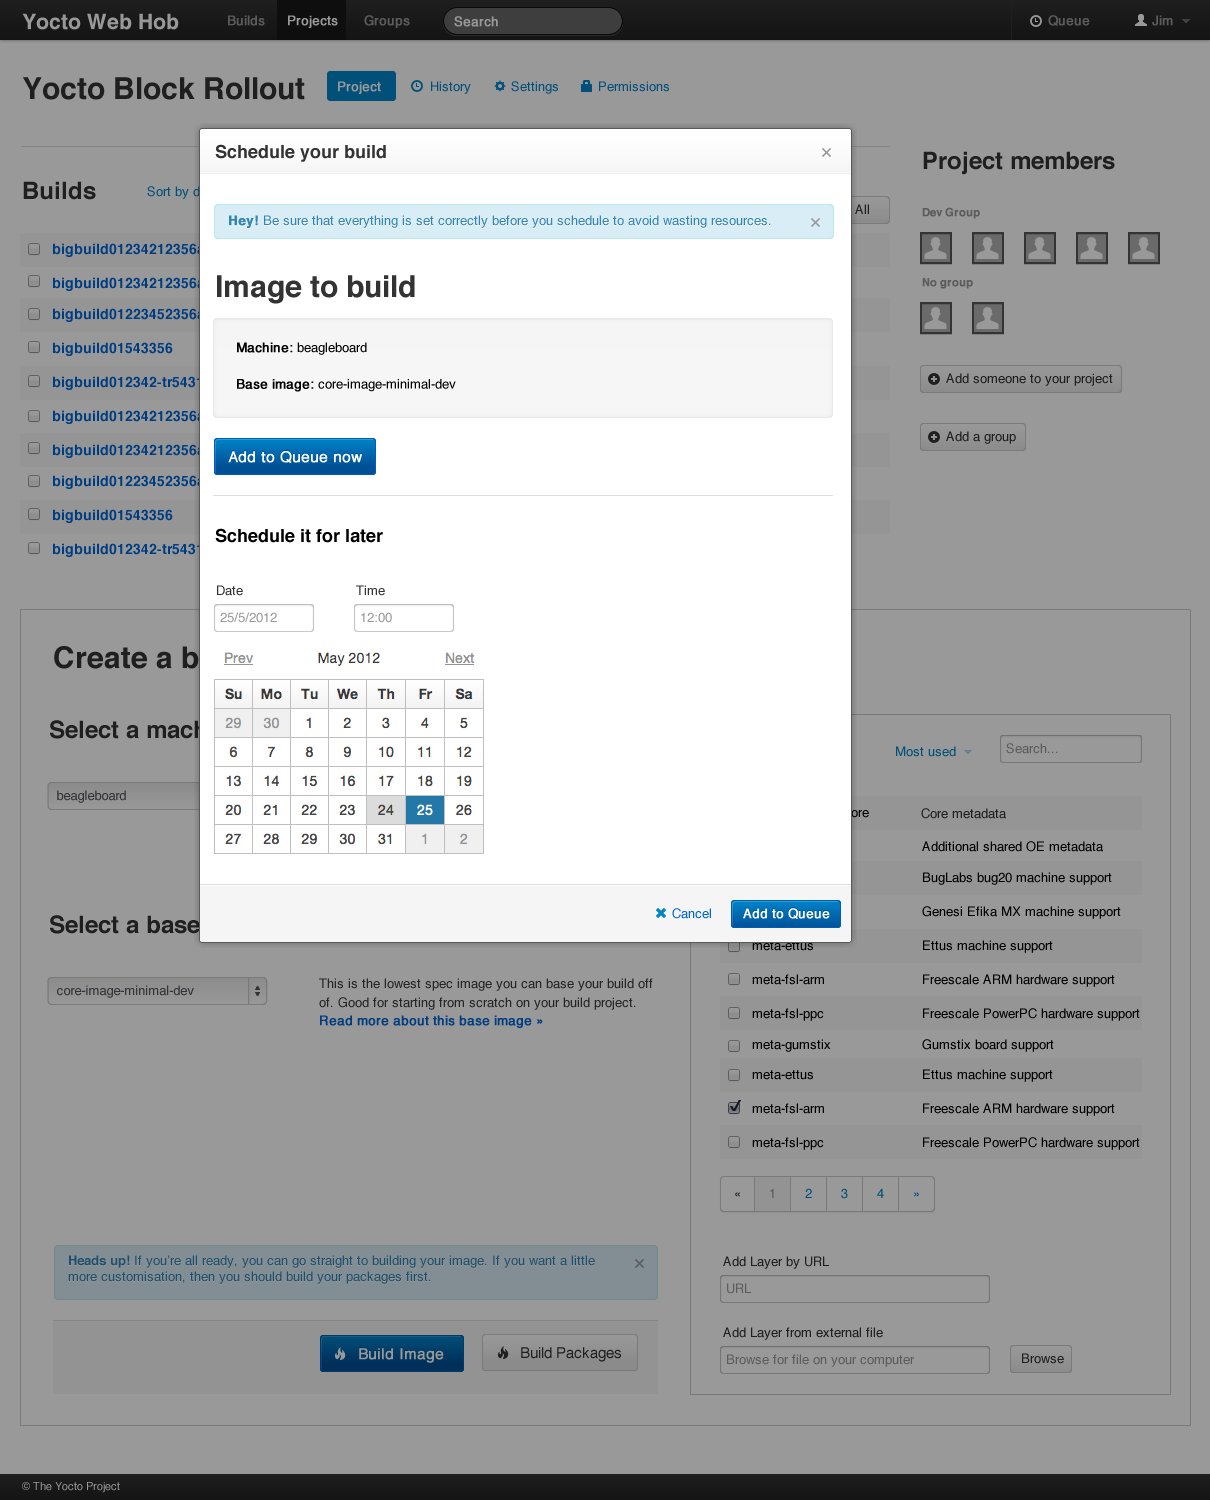 Yocto Web Hob
Builds
Projects
Groups
Search
Queue
Jim
Yocto Block Rollout
Project
History
Settings
Permissions
Schedule your build
×
Project members
Builds
Sort by d
All
Hey! Be sure that everything is set correctly before you schedule to avoid wasting resources.
×
Dev Group
No group
bigbuild01234212356a
bigbuild01234212356a
bigbuild01223452356a
bigbuild01543356
bigbuild012342-tr5431
bigbuild01234212356a
bigbuild01234212356a
bigbuild01223452356a
bigbuild01543356
bigbuild012342-tr5431
Image to build
Machine: beagleboard
Base image: core-image-minimal-dev
Add to Queue now
Add someone to your project
Add a group
Schedule it for later
Date
Time
25/5/2012
12:00
Prev
May 2012
Next
Su Mo Tu We Th Fr Sa
29 30 1 2 3 4 5
6 7 8 9 10 11 12
13 14 15 16 17 18 19
20 21 22 23 24 25 26
27 28 29 30 31 1 2
Cancel
Add to Queue
Create a b
Select a mach
beagleboard
Select a base
core-image-minimal-dev
This is the lowest spec image you can base your build off
of. Good for starting from scratch on your build project.
Read more about this base image »
Most used
Search...
ore Core metadata
Additional shared OE metadata
BugLabs bug20 machine support
Genesi Efika MX machine support
meta-ettus Ettus machine support
meta-fsl-arm Freescale ARM hardware support
meta-fsl-ppc Freescale PowerPC hardware support
meta-gumstix Gumstix board support
meta-ettus Ettus machine support
meta-fsl-arm Freescale ARM hardware support
meta-fsl-ppc Freescale PowerPC hardware support
« 1 2 3 4 »
Heads up! If you're all ready, you can go straight to building your image. If you want a little
more customisation, then you should build your packages first.
×
Build Image
Build Packages
Add Layer by URL
URL
Add Layer from external file
Browse for file on your computer
Browse
© The Yocto Project